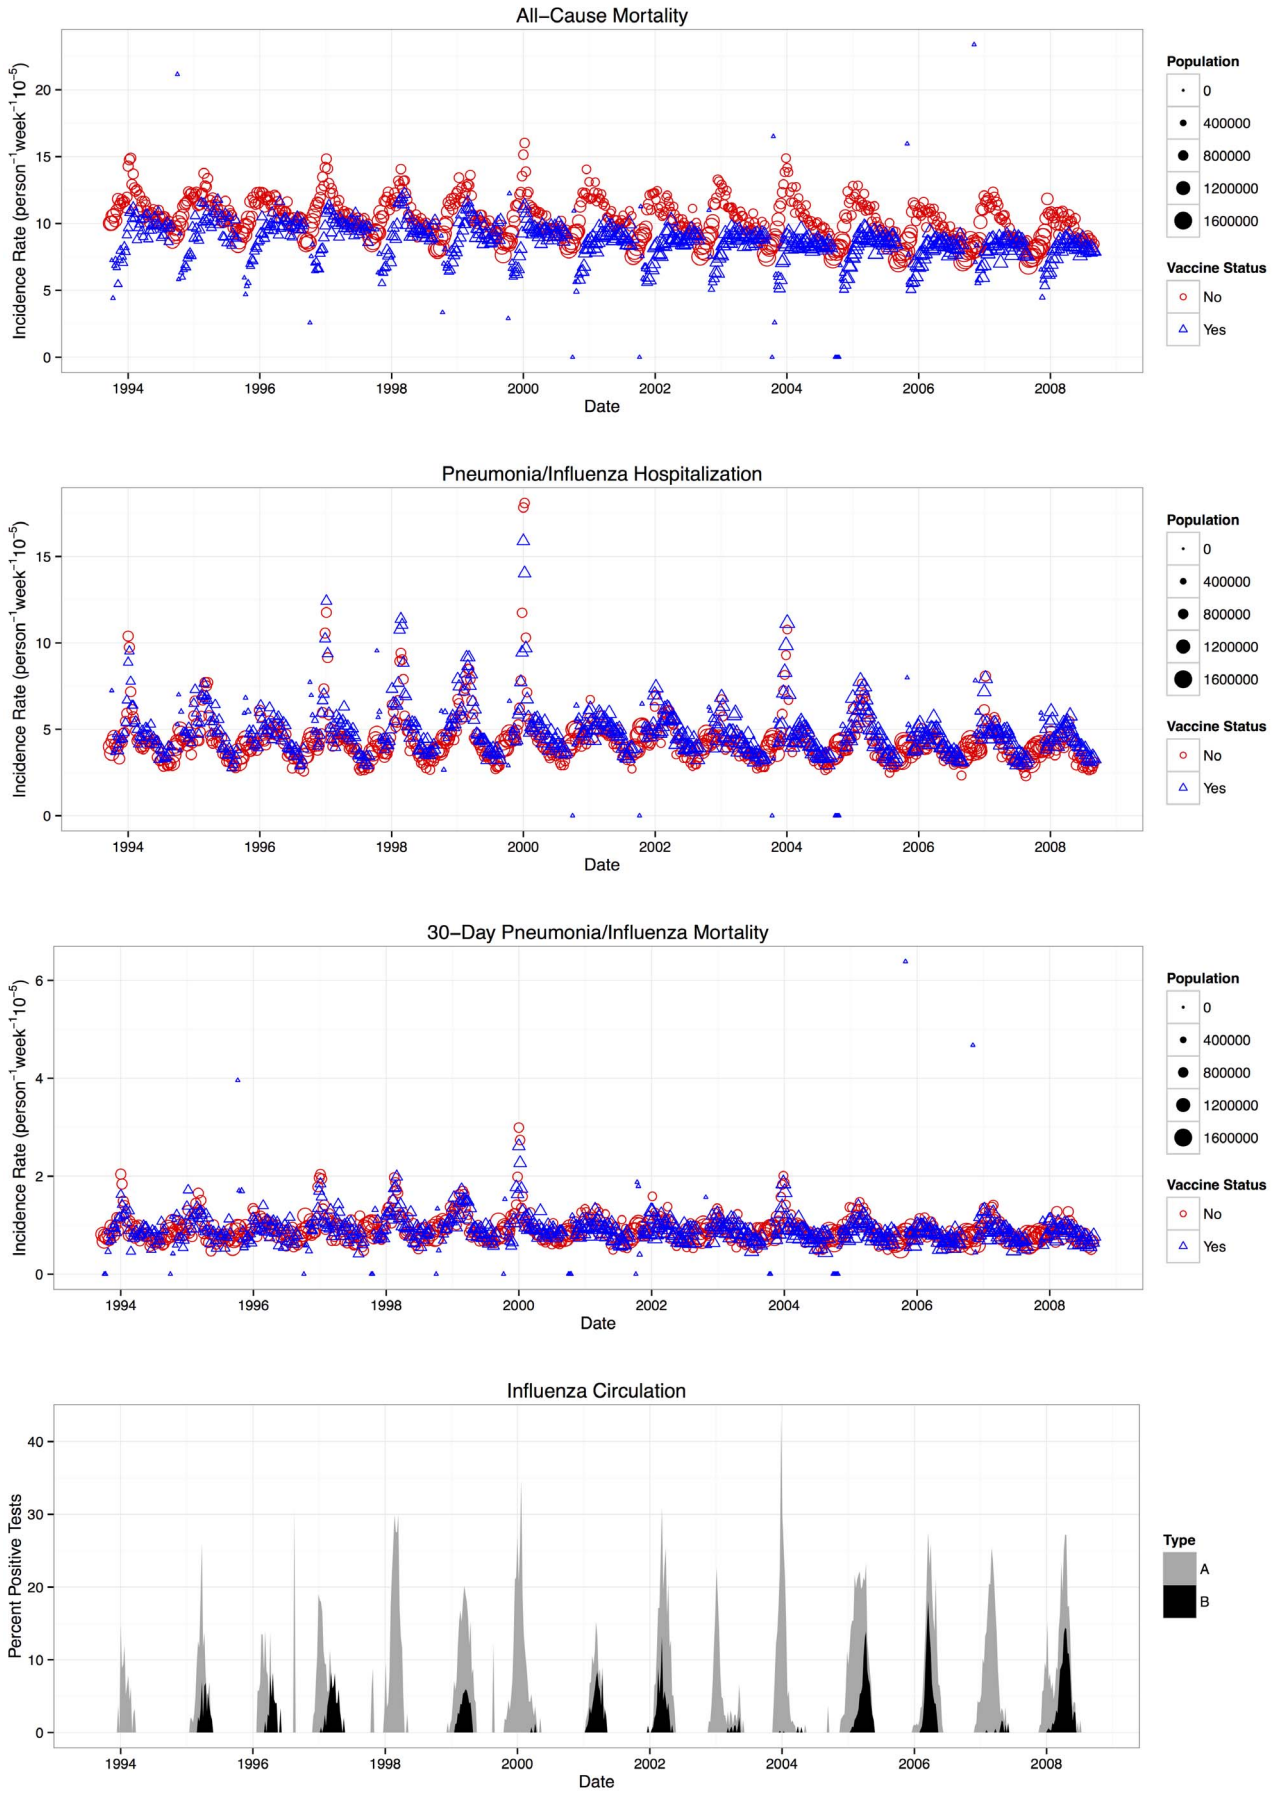 All−Cause Mortality
Incidence Rate (person⁻¹week⁻¹10⁻⁵)
20
15
10
5
0
1994 1996 1998 2000 2002 2004 2006 2008
Date
Population
0
400000
800000
1200000
1600000
Vaccine Status
No
Yes
Pneumonia/Influenza Hospitalization
Incidence Rate (person⁻¹week⁻¹10⁻⁵)
15
10
5
0
1994 1996 1998 2000 2002 2004 2006 2008
Date
Population
0
400000
800000
1200000
1600000
Vaccine Status
No
Yes
30−Day Pneumonia/Influenza Mortality
Incidence Rate (person⁻¹week⁻¹10⁻⁵)
6
4
2
0
1994 1996 1998 2000 2002 2004 2006 2008
Date
Population
0
400000
800000
1200000
1600000
Vaccine Status
No
Yes
Influenza Circulation
Percent Positive Tests
40
30
20
10
0
1994 1996 1998 2000 2002 2004 2006 2008
Date
Type
A
B